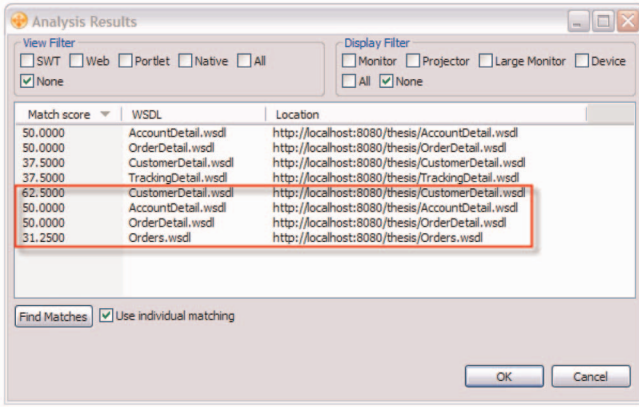 Analysis Results
View Filter
SWT Web Portlet Native All
None
Display Filter
Monitor Projector Large Monitor Device
All None
Match score WSDL Location
50.0000 AccountDetail.wsdl http://localhost:8080/thesis/AccountDetail.wsdl
50.0000 OrderDetail.wsdl http://localhost:8080/thesis/OrderDetail.wsdl
37.5000 CustomerDetail.wsdl http://localhost:8080/thesis/CustomerDetail.wsdl
37.5000 TrackingDetail.wsdl http://localhost:8080/thesis/TrackingDetail.wsdl
62.5000 CustomerDetail.wsdl http://localhost:8080/thesis/CustomerDetail.wsdl
50.0000 AccountDetail.wsdl http://localhost:8080/thesis/AccountDetail.wsdl
50.0000 OrderDetail.wsdl http://localhost:8080/thesis/OrderDetail.wsdl
31.2500 Orders.wsdl http://localhost:8080/thesis/Orders.wsdl
Find Matches Use individual matching
OK Cancel